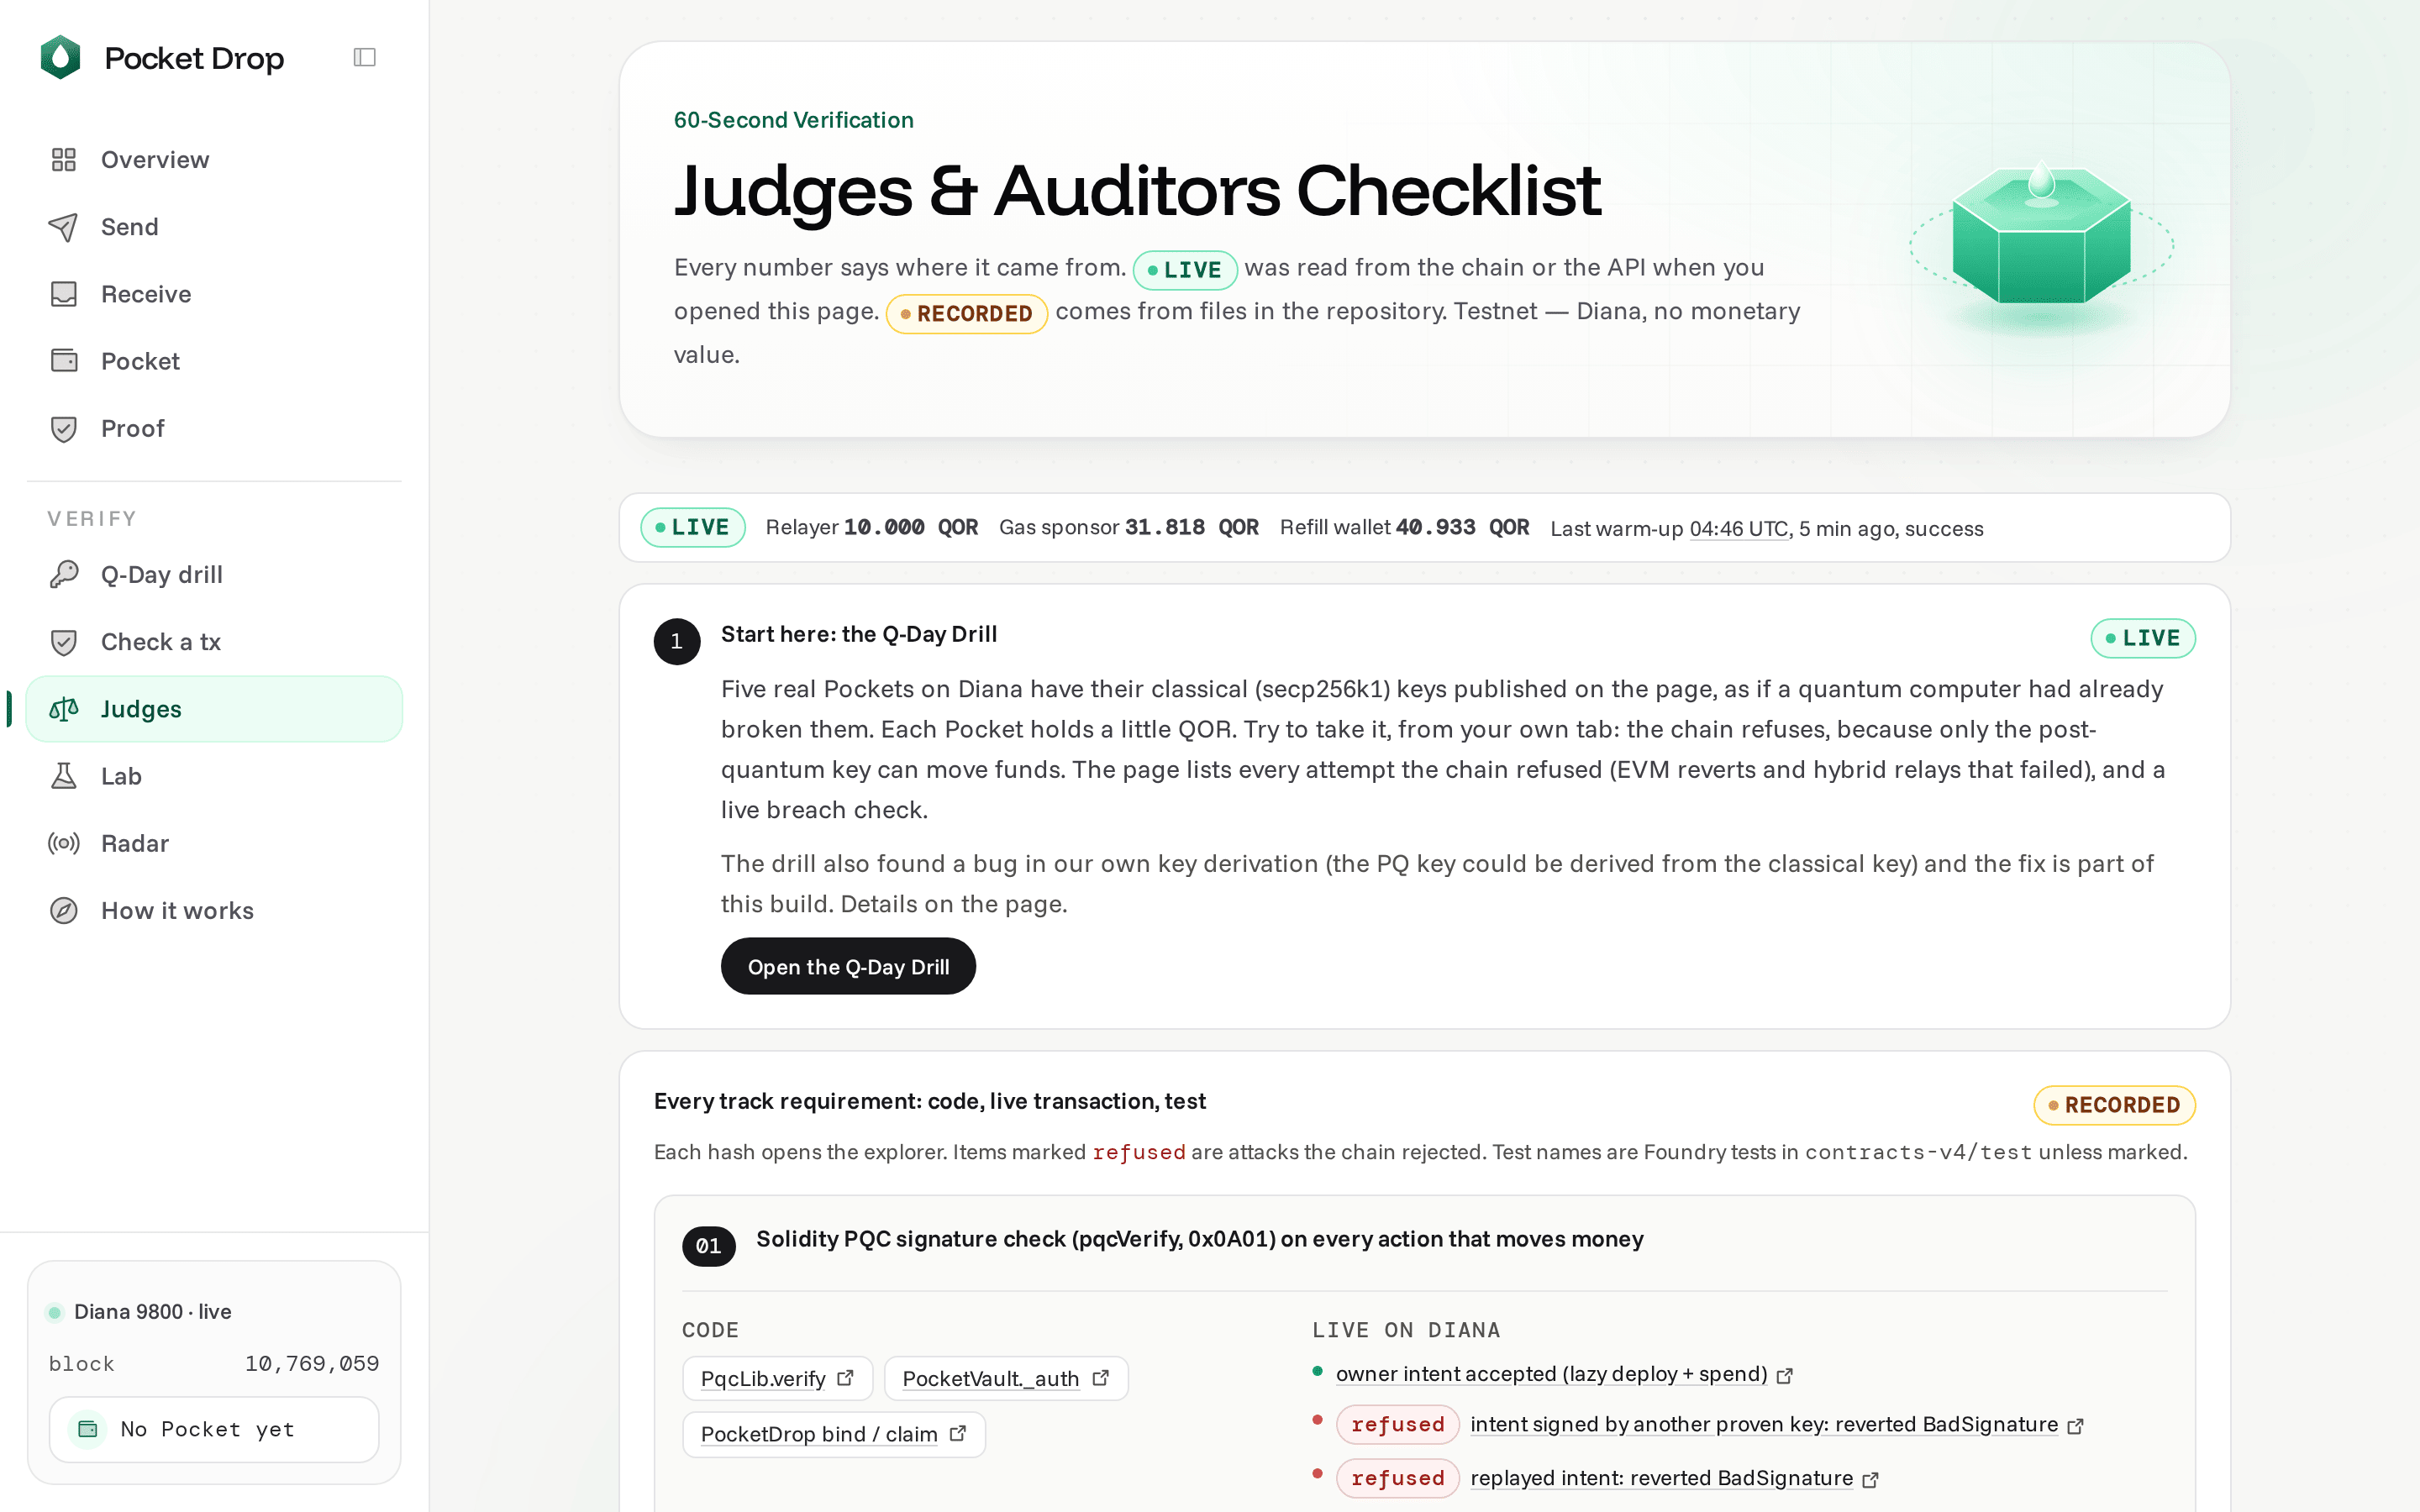 Pocket Drop
Overview
Send
Receive
Pocket
Proof
VERIFY
Q-Day drill
Check a tx
Judges
Lab
Radar
How it works
Diana 9800 · live
block 10,769,059
No Pocket yet
60-Second Verification
Judges & Auditors Checklist
Every number says where it came from. LIVE was read from the chain or the API when you
opened this page. RECORDED comes from files in the repository. Testnet — Diana, no monetary
value.
LIVE Relayer 10.000 QOR Gas sponsor 31.818 QOR Refill wallet 40.933 QOR Last warm-up 04:46 UTC, 5 min ago, success
1 Start here: the Q-Day Drill LIVE
Five real Pockets on Diana have their classical (secp256k1) keys published on the page, as if a quantum computer had already
broken them. Each Pocket holds a little QOR. Try to take it, from your own tab: the chain refuses, because only the post-
quantum key can move funds. The page lists every attempt the chain refused (EVM reverts and hybrid relays that failed), and a
live breach check.
The drill also found a bug in our own key derivation (the PQ key could be derived from the classical key) and the fix is part of
this build. Details on the page.
Open the Q-Day Drill
Every track requirement: code, live transaction, test RECORDED
Each hash opens the explorer. Items marked refused are attacks the chain rejected. Test names are Foundry tests in contracts-v4/test unless marked.
01 Solidity PQC signature check (pqcVerify, 0x0A01) on every action that moves money
CODE
PqcLib.verify PocketVault._auth
PocketDrop bind / claim
LIVE ON DIANA
owner intent accepted (lazy deploy + spend)
refused intent signed by another proven key: reverted BadSignature
refused replayed intent: reverted BadSignature